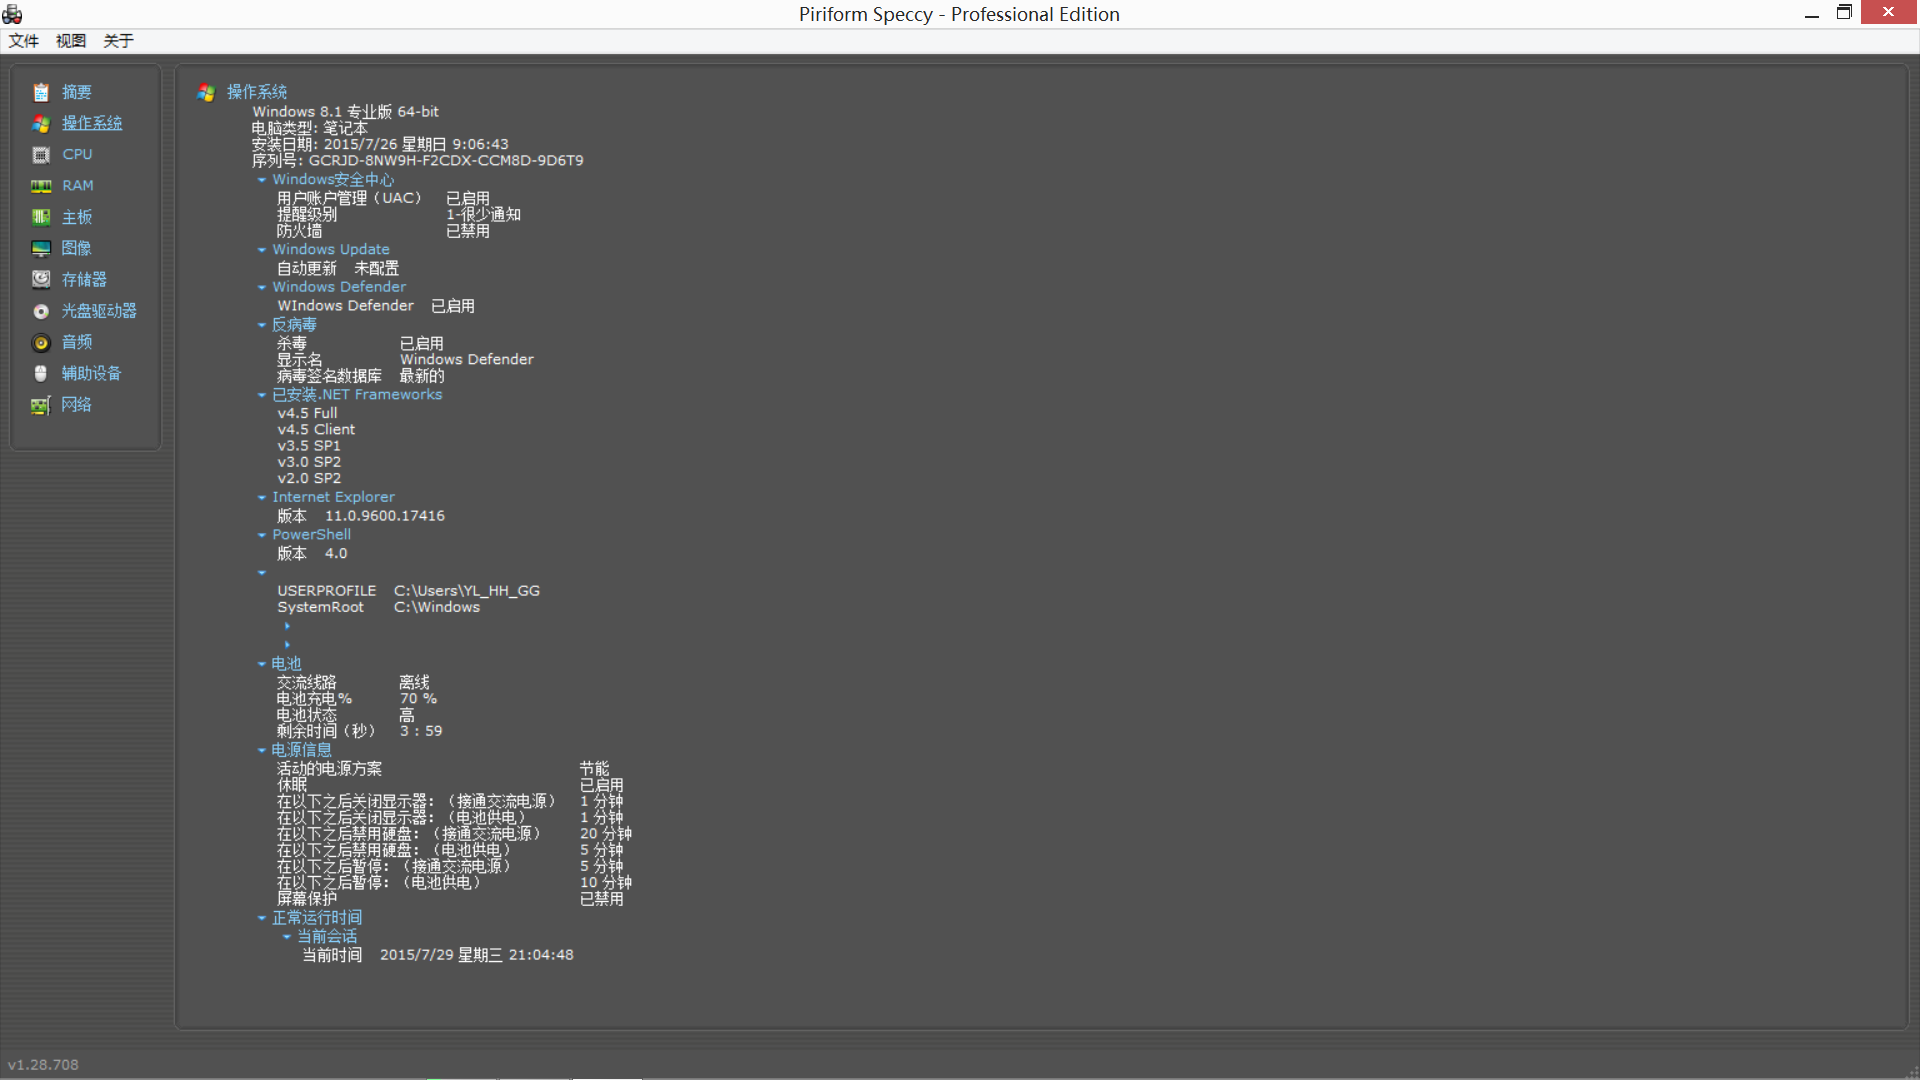 Piriform Speccy - Professional Edition
文件 视图 关于
摘要
操作系统
CPU
RAM
主板
图像
存储器
光盘驱动器
音频
辅助设备
网络
操作系统
Windows 8.1 专业版 64-bit
电脑类型: 笔记本
安装日期: 2015/7/26 星期日 9:06:43
序列号: GCRJD-8NW9H-F2CDX-CCM8D-9D6T9
Windows安全中心
用户账户管理（UAC） 已启用
提醒级别 1-很少通知
防火墙 已禁用
Windows Update
自动更新 未配置
Windows Defender
WIndows Defender 已启用
反病毒
杀毒 已启用
显示名 Windows Defender
病毒签名数据库 最新的
已安装.NET Frameworks
v4.5 Full
v4.5 Client
v3.5 SP1
v3.0 SP2
v2.0 SP2
Internet Explorer
版本 11.0.9600.17416
PowerShell
版本 4.0
USERPROFILE C:\Users\YL_HH_GG
SystemRoot C:\Windows
电池
交流线路 离线
电池充电% 70 %
电池状态 高
剩余时间（秒） 3 : 59
电源信息
活动的电源方案 节能
休眠 已启用
在以下之后关闭显示器: （接通交流电源） 1 分钟
在以下之后关闭显示器: （电池供电） 1 分钟
在以下之后禁用硬盘: （接通交流电源） 20 分钟
在以下之后禁用硬盘: （电池供电） 5 分钟
在以下之后暂停: （接通交流电源） 5 分钟
在以下之后暂停: （电池供电） 10 分钟
屏幕保护 已禁用
正常运行时间
当前会话
当前时间 2015/7/29 星期三 21:04:48
v1.28.708